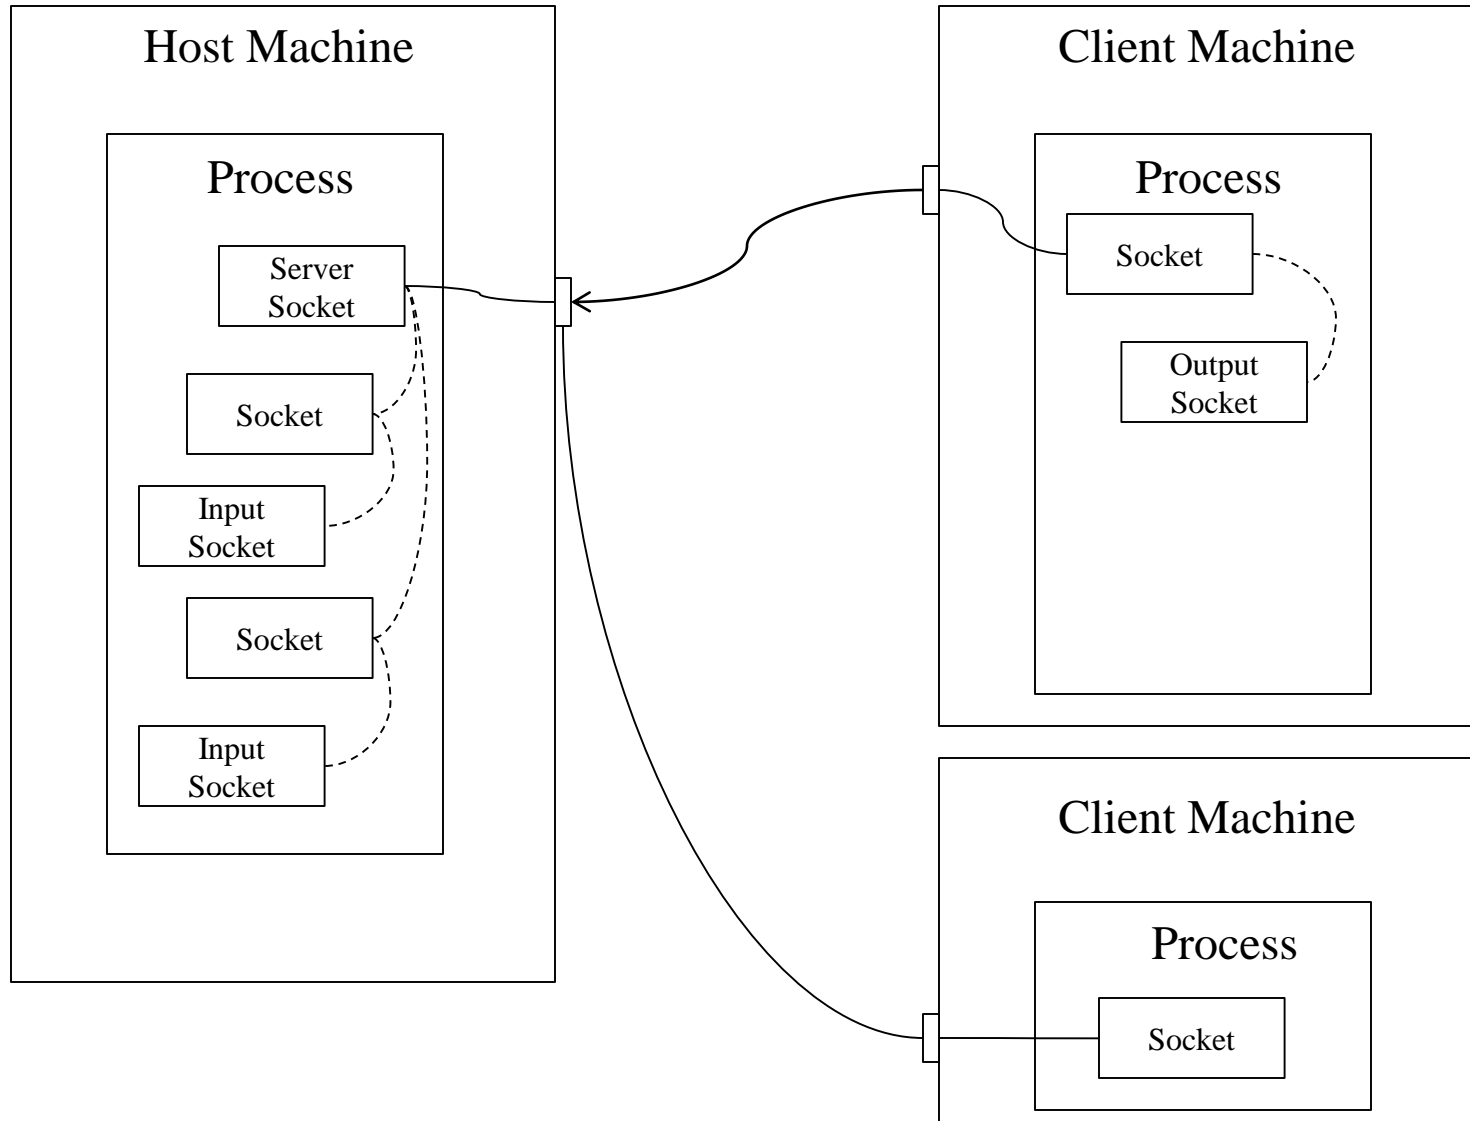 Host Machine
Process
Server
Socket
Socket
Input
Socket
Socket
Input
Socket
Client Machine
Process
Socket
Output
Socket
Client Machine
Process
Socket